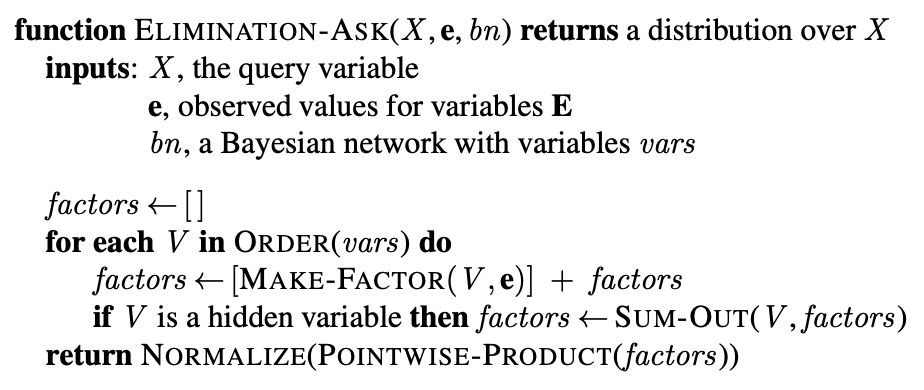 function ELIMINATION-ASK(X, e, bn) returns a distribution over X
inputs: X, the query variable
e, observed values for variables E
bn, a Bayesian network with variables vars
factors ← [ ]
for each V in ORDER(vars) do
factors ← [MAKE-FACTOR(V, e)] + factors
if V is a hidden variable then factors ← SUM-OUT(V, factors)
return NORMALIZE(POINTWISE-PRODUCT(factors))